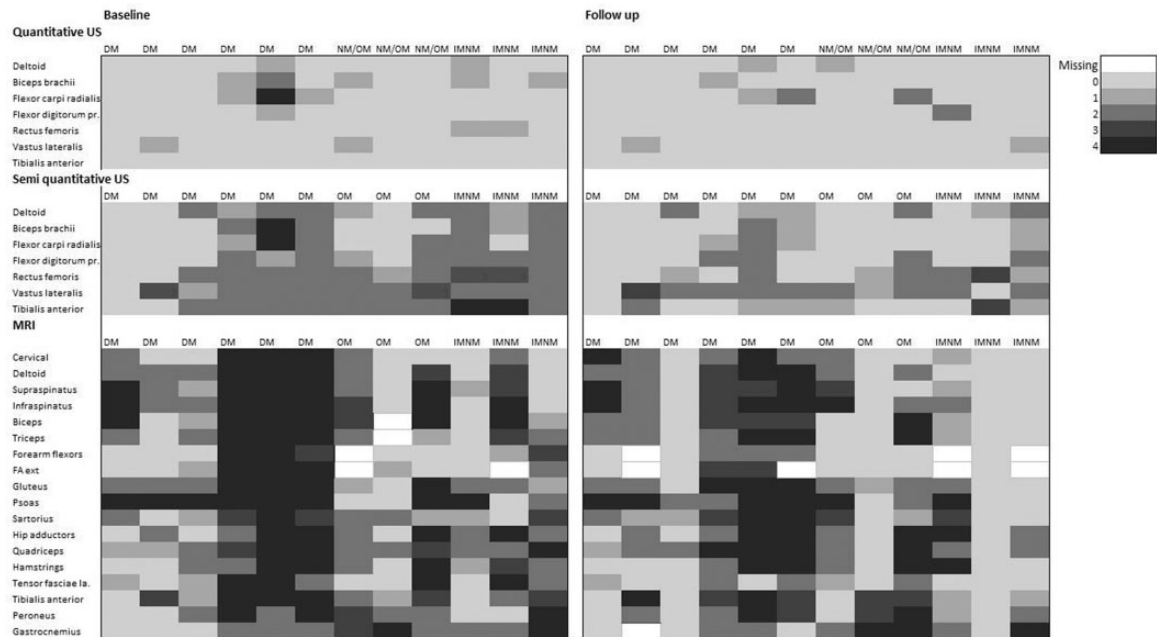 Baseline Follow up
Quantitative US
DM DM DM DM DM DM NM/OM NM/OM NM/OM IMNM IMNM IMNM DM DM DM DM DM DM NM/OM NM/OM NM/OM IMNM IMNM IMNM
Deltoid
Biceps brachii
Flexor carpi radialis
Flexor digitorum pr.
Rectus femoris
Vastus lateralis
Tibialis anterior
Missing
0
1
2
3
4
Semi quantitative US
DM DM DM DM DM DM OM OM OM IMNM IMNM IMNM DM DM DM DM DM DM OM OM OM IMNM IMNM IMNM
Deltoid
Biceps brachii
Flexor carpi radialis
Flexor digitorum pr.
Rectus femoris
Vastus lateralis
Tibialis anterior
MRI
DM DM DM DM DM DM OM OM OM IMNM IMNM IMNM DM DM DM DM DM DM OM OM OM IMNM IMNM IMNM
Cervical
Deltoid
Supraspinatus
Infraspinatus
Biceps
Triceps
Forearm flexors
FA ext
Gluteus
Psoas
Sartorius
Hip adductors
Quadriceps
Hamstrings
Tensor fasciae la.
Tibialis anterior
Peroneus
Gastrocnemius